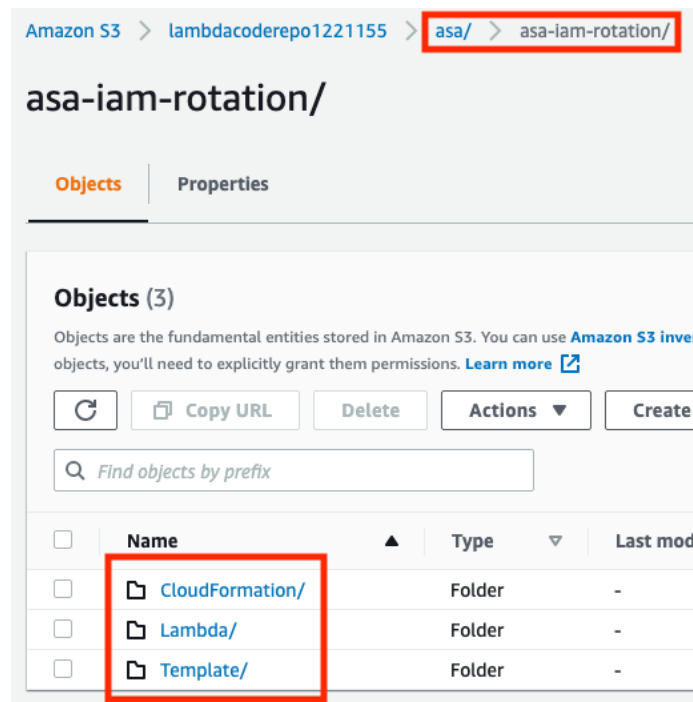 Amazon S3 > lambdacoderepo1221155 > asa/ > asa-iam-rotation/
asa-iam-rotation/
Objects Properties
Objects (3)
Objects are the fundamental entities stored in Amazon S3. You can use Amazon S3 inve
objects, you'll need to explicitly grant them permissions. Learn more
Copy URL Delete Actions Create
Find objects by prefix
Name Type Last mod
CloudFormation/ Folder -
Lambda/ Folder -
Template/ Folder -